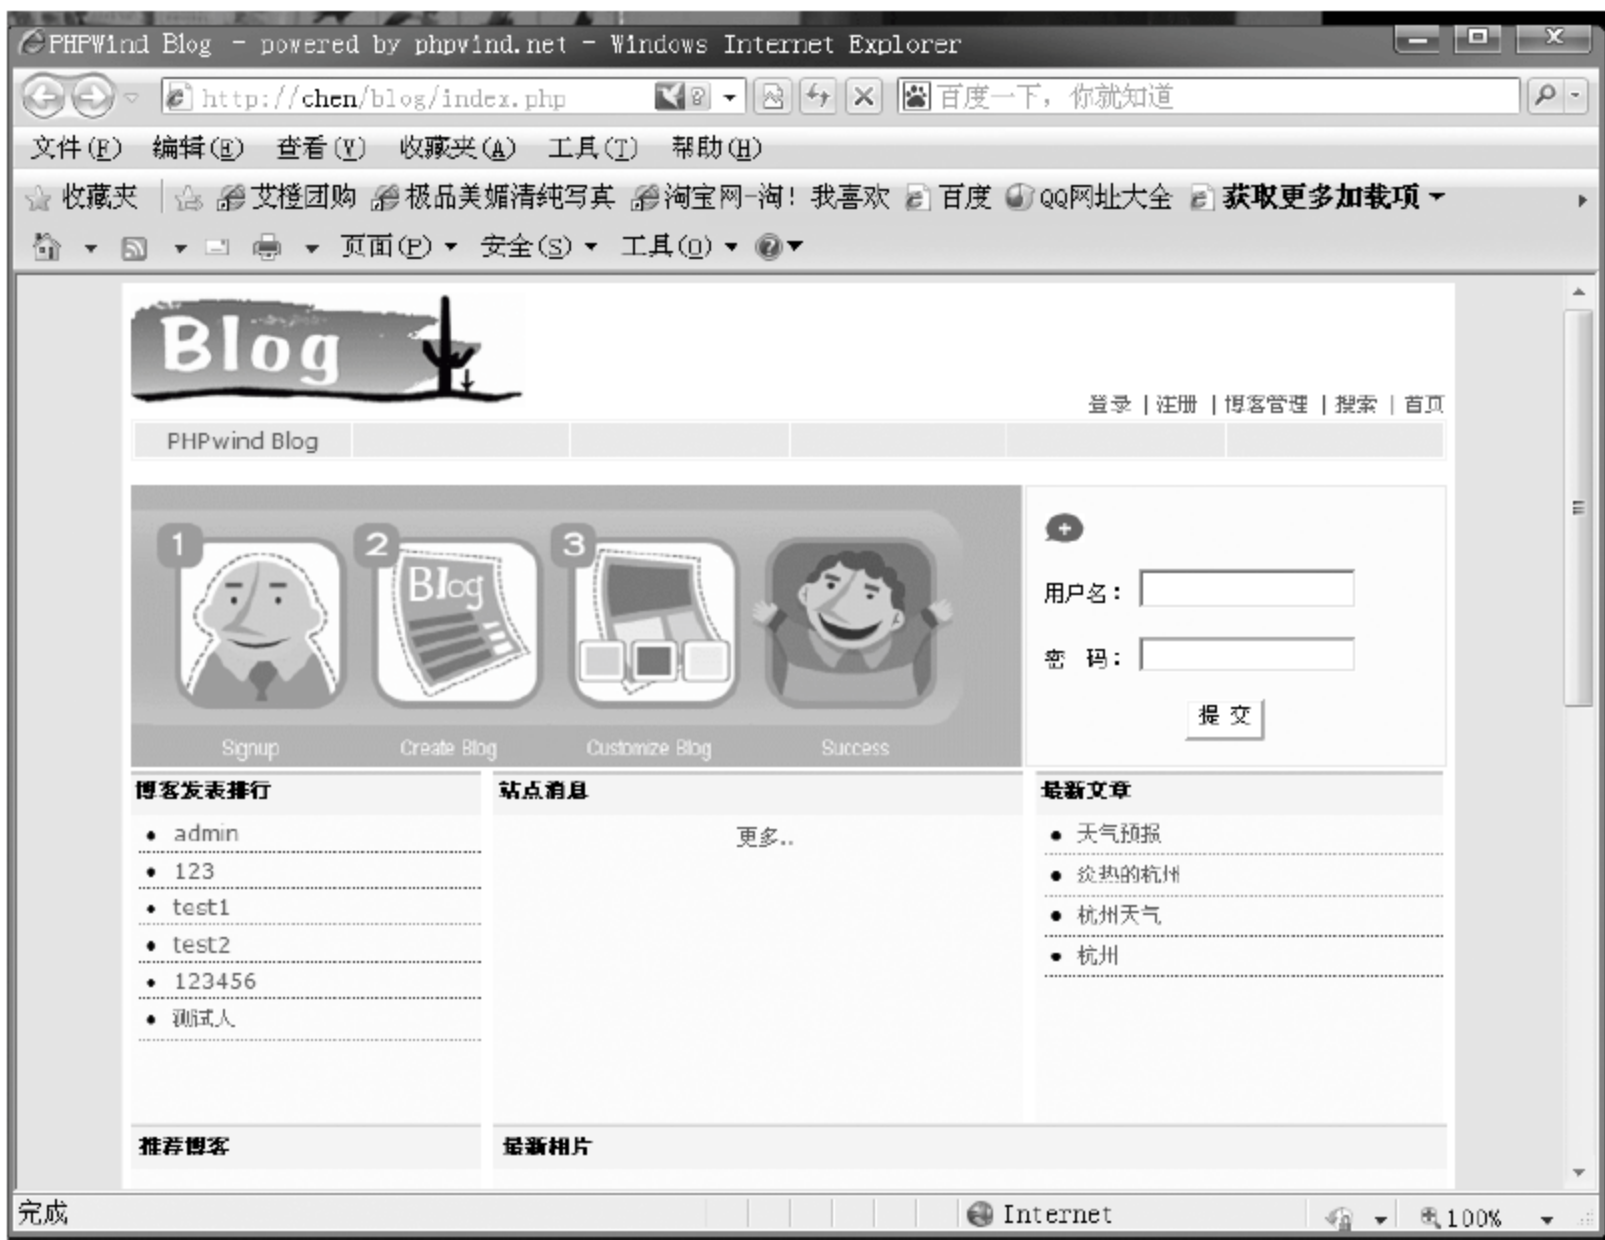 PHPWind Blog - powered by phpwind.net - Windows Internet Explorer
http://chen/blog/index.php 百度一下，你就知道
文件(F) 编辑(E) 查看(V) 收藏夹(A) 工具(T) 帮助(H)
收藏夹 艾橙团购 极品美媚清纯写真 淘宝网-淘！我喜欢 百度 QQ网址大全 获取更多加载项
页面(P) 安全(S) 工具(O)
Blog
登录 | 注册 | 博客管理 | 搜索 | 首页
PHPwind Blog
1 2 3
Blog
用户名：
密 码：
提 交
Signup Create Blog Customize Blog Success
博客发表排行 站点消息 最新文章
admin 更多.. 天气预报
123 炎热的杭州
test1 杭州天气
test2 杭州
123456
测试人
推荐博客 最新相片
完成 Internet 100%